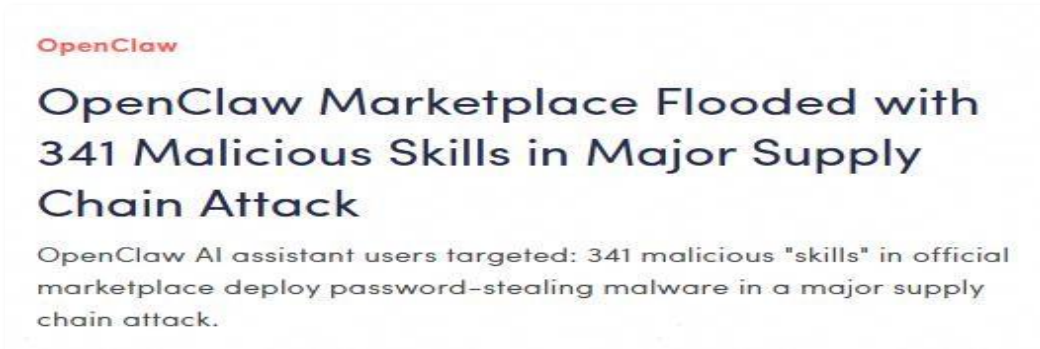 OpenClaw
OpenClaw Marketplace Flooded with
341 Malicious Skills in Major Supply
Chain Attack
OpenClaw AI assistant users targeted: 341 malicious "skills" in official
marketplace deploy password-stealing malware in a major supply
chain attack.